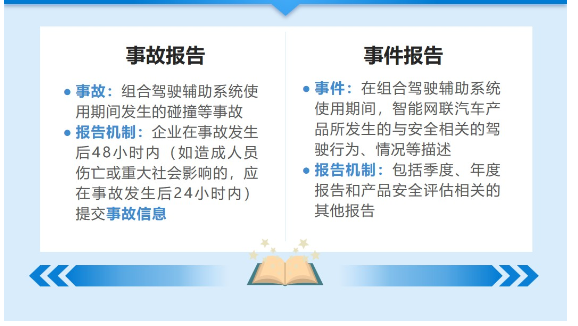 事故报告
事故：组合驾驶辅助系统使
用期间发生的碰撞等事故
报告机制：企业在事故发生
后48小时内（如造成人员
伤亡或重大社会影响的，应
在事故发生后24小时内）
提交事故信息
事件报告
事件：在组合驾驶辅助系统
使用期间，智能网联汽车产
品所发生的与安全相关的驾
驶行为、情况等描述
报告机制：包括季度、年度
报告和产品安全评估相关的
其他报告